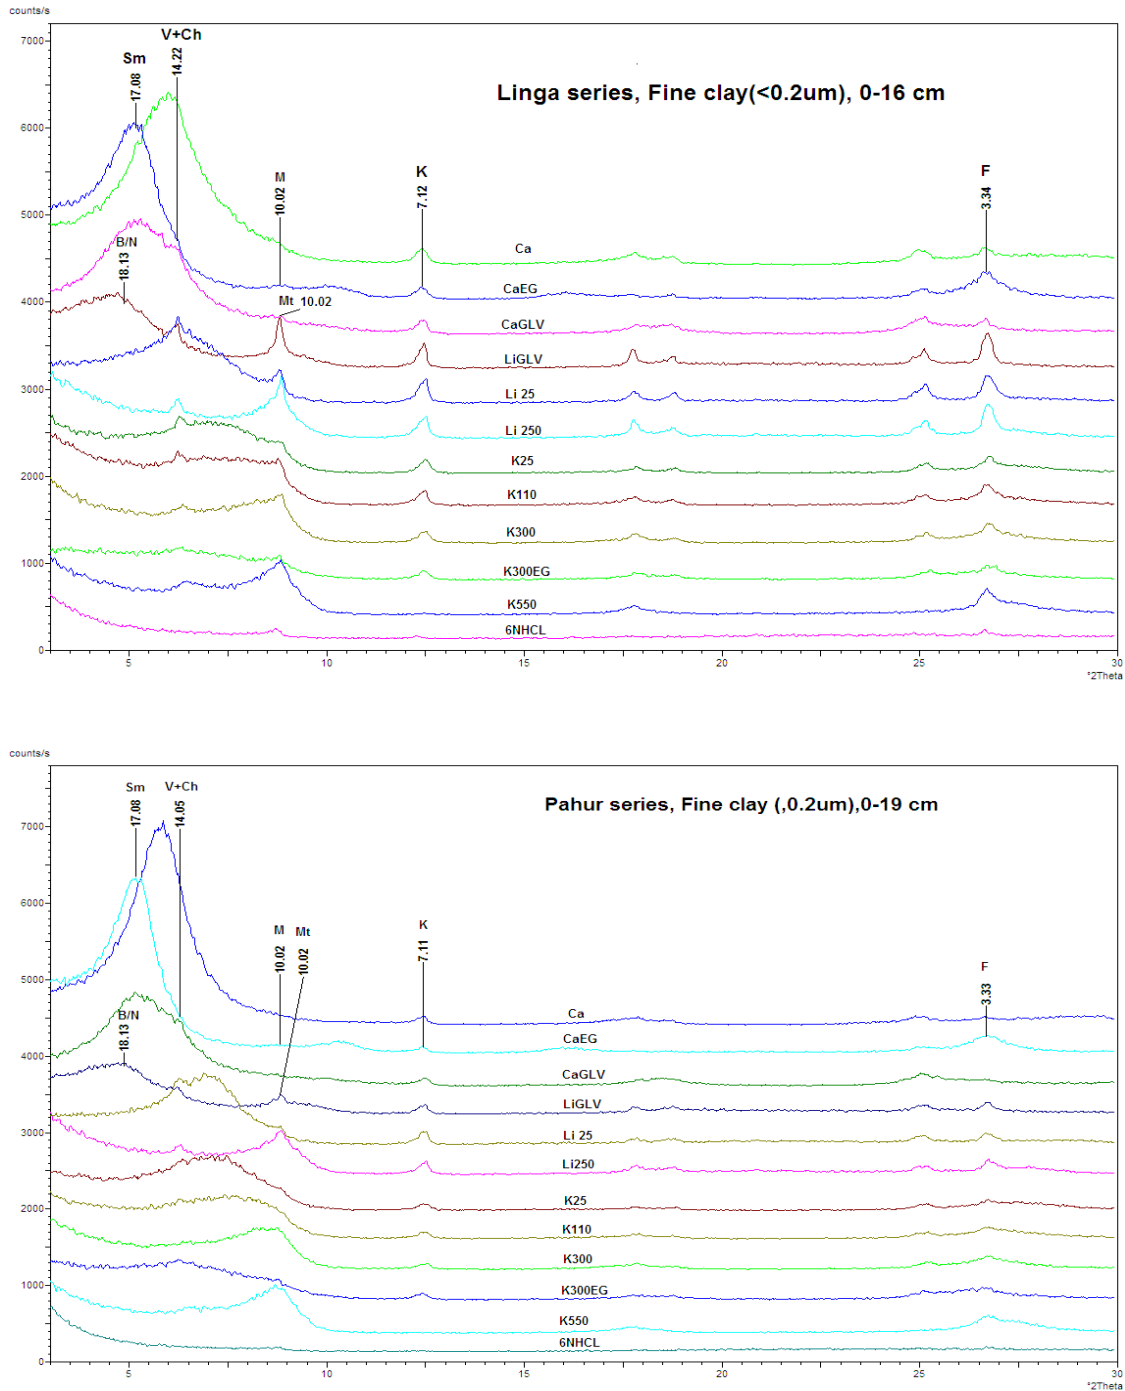 counts/s
7000
6000
5000
4000
3000
2000
1000
0
V+Ch
14.22
Sm
17.08
Linga series, Fine clay(<0.2um), 0-16 cm
M
10.02
K
7.12
F
3.34
B/N
18.13
Mt 10.02
Ca
CaEG
CaGLV
LiGLV
Li 25
Li 250
K25
K110
K300
K300EG
K550
6NHCL
5 10 15 20 25 30
°2Theta
counts/s
7000
6000
5000
4000
3000
2000
1000
0
Sm
17.08
V+Ch
14.05
Pahur series, Fine clay (,0.2um),0-19 cm
M
10.02
Mt
10.02
K
7.11
F
3.33
B/N
18.13
Ca
CaEG
CaGLV
LiGLV
Li 25
Li250
K25
K110
K300
K300EG
K550
6NHCL
5 10 15 20 25 30
°2Theta